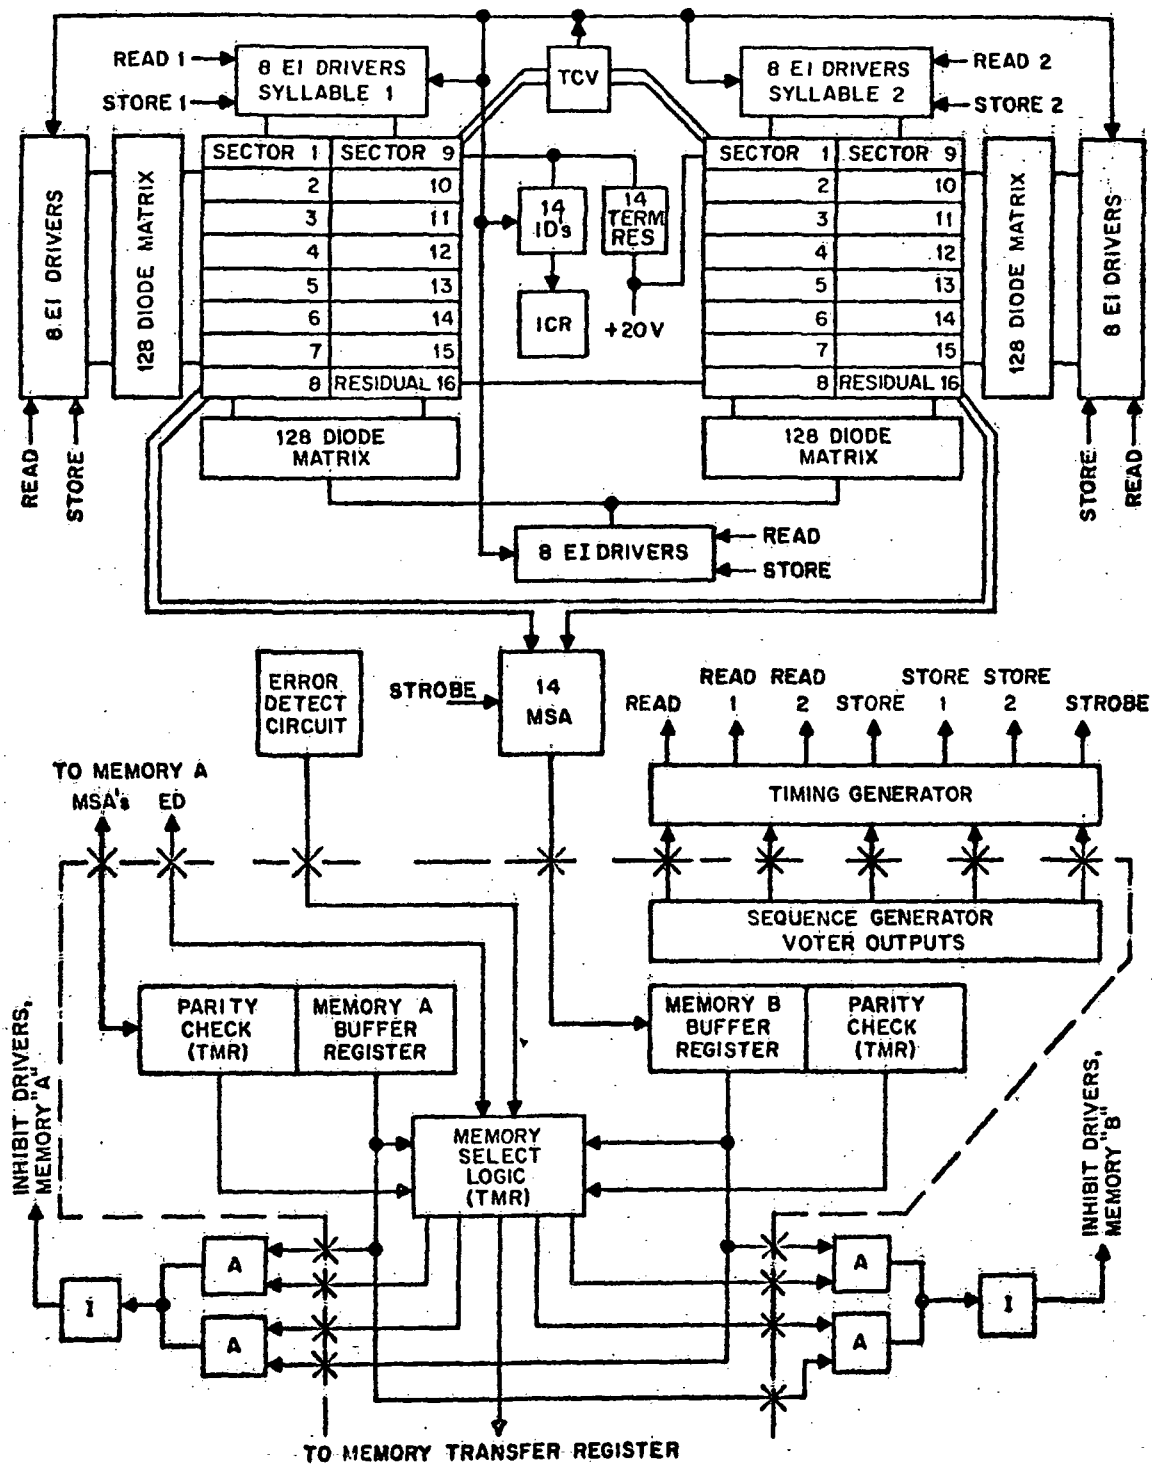 READ 1
STORE 1
8 EI DRIVERS
SYLLABLE 1
TCV
8 EI DRIVERS
SYLLABLE 2
READ 2
STORE 2
8 EI DRIVERS
128 DIODE MATRIX
SECTOR 1 SECTOR 9
2 10
3 11
4 12
5 13
6 14
7 15
8 RESIDUAL 16
14
ID's
ICR
14
TERM
RES
+20V
SECTOR 1 SECTOR 9
2 10
3 11
4 12
5 13
6 14
7 15
8 RESIDUAL 16
128 DIODE MATRIX
8 EI DRIVERS
READ
STORE
128 DIODE
MATRIX
128 DIODE
MATRIX
STORE
READ
8 EI DRIVERS
READ
STORE
ERROR
DETECT
CIRCUIT
STROBE
14
MSA
READ
READ
1
READ
2
STORE
STORE
1
STORE
2
STROBE
TIMING GENERATOR
TO MEMORY A
MSA's ED
SEQUENCE GENERATOR
VOTER OUTPUTS
PARITY
CHECK
(TMR)
MEMORY A
BUFFER
REGISTER
MEMORY B
BUFFER
REGISTER
PARITY
CHECK
(TMR)
INHIBIT DRIVERS,
MEMORY "A"
MEMORY
SELECT
LOGIC
(TMR)
INHIBIT DRIVERS,
MEMORY "B"
A
I
A
A
I
A
TO MEMORY TRANSFER REGISTER